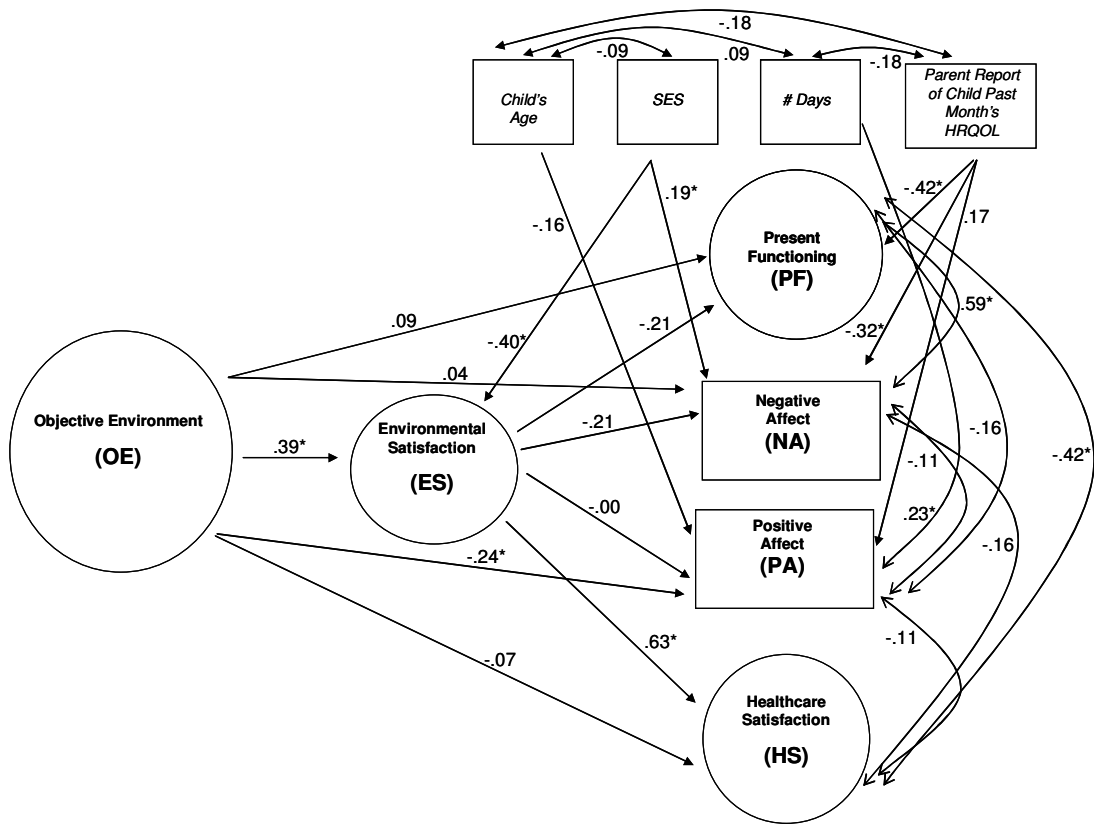 -.18
-.09
.09
-.18
Child's
Age
SES
# Days
Parent Report
of Child Past
Month's
HRQOL
-.42*
.19*
.17
-.16
Present
Functioning
(PF)
.59*
.09
-.21
-.32*
-.40*
.04
Objective Environment
(OE)
.39*
Environmental
Satisfaction
(ES)
-.21
Negative
Affect
(NA)
-.16
-.11
-.42*
-.00
.23*
-.16
Positive
Affect
(PA)
-.24*
-.11
.63*
-.07
Healthcare
Satisfaction
(HS)